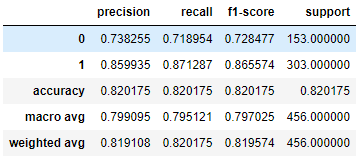 precision recall f1-score support
0 0.738255 0.718954 0.728477 153.000000
1 0.859935 0.871287 0.865574 303.000000
accuracy 0.820175 0.820175 0.820175 0.820175
macro avg 0.799095 0.795121 0.797025 456.000000
weighted avg 0.819108 0.820175 0.819574 456.000000